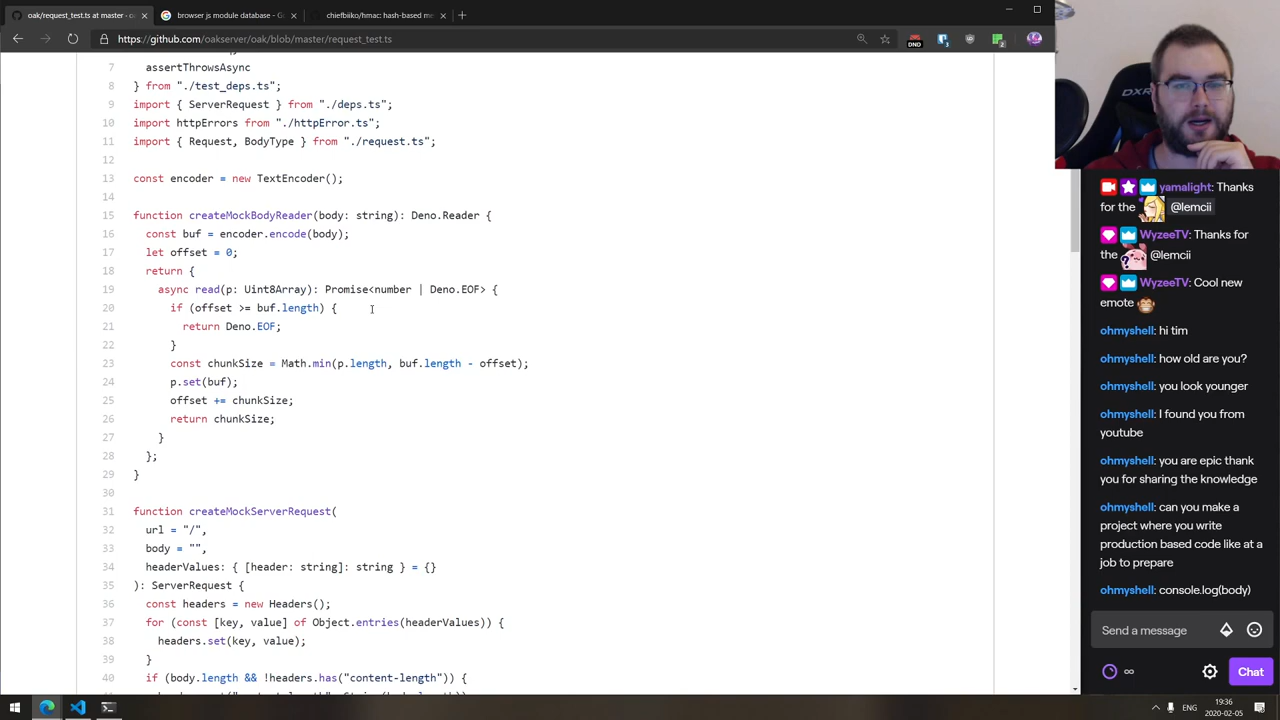 oakserver/request_test.ts at master · o
browser js module database - G
chiefbiiko/hmac: hash-based m
https://github.com/oakserver/oak/blob/master/request_test.ts
DND
7 assertThrowsAsync
8 } from "./test_deps.ts";
9 import { ServerRequest } from "./deps.ts";
10 import httpErrors from "./httpError.ts";
11 import { Request, BodyType } from "./request.ts";
12
13 const encoder = new TextEncoder();
14
15 function createMockBodyReader(body: string): Deno.Reader {
16 const buf = encoder.encode(body);
17 let offset = 0;
18 return {
19 async read(p: Uint8Array): Promise<number | Deno.EOF> {
20 if (offset >= buf.length) {
21 return Deno.EOF;
22 }
23 const chunkSize = Math.min(p.length, buf.length - offset);
24 p.set(buf);
25 offset += chunkSize;
26 return chunkSize;
27 }
28 };
29 }
30
31 function createMockServerRequest(
32 url = "/",
33 body = "",
34 headerValues: { [header: string]: string } = {}
35 ): ServerRequest {
36 const headers = new Headers();
37 for (const [key, value] of Object.entries(headerValues)) {
38 headers.set(key, value);
39 }
40 if (body.length && !headers.has("content-length")) {
DXR
yamalight: Thanks
for the @lemcii
WyzeeTV: Thanks for
the @lemcii
WyzeeTV: Cool new
emote
ohmyshell: hi tim
ohmyshell: how old are you?
ohmyshell: you look younger
ohmyshell: I found you from
youtube
ohmyshell: you are epic thank
you for sharing the knowledge
ohmyshell: can you make a
project where you write
production based code like at a
job to prepare
ohmyshell: console.log(body)
Send a message
∞
Chat
ENG
19:36
2020-02-05